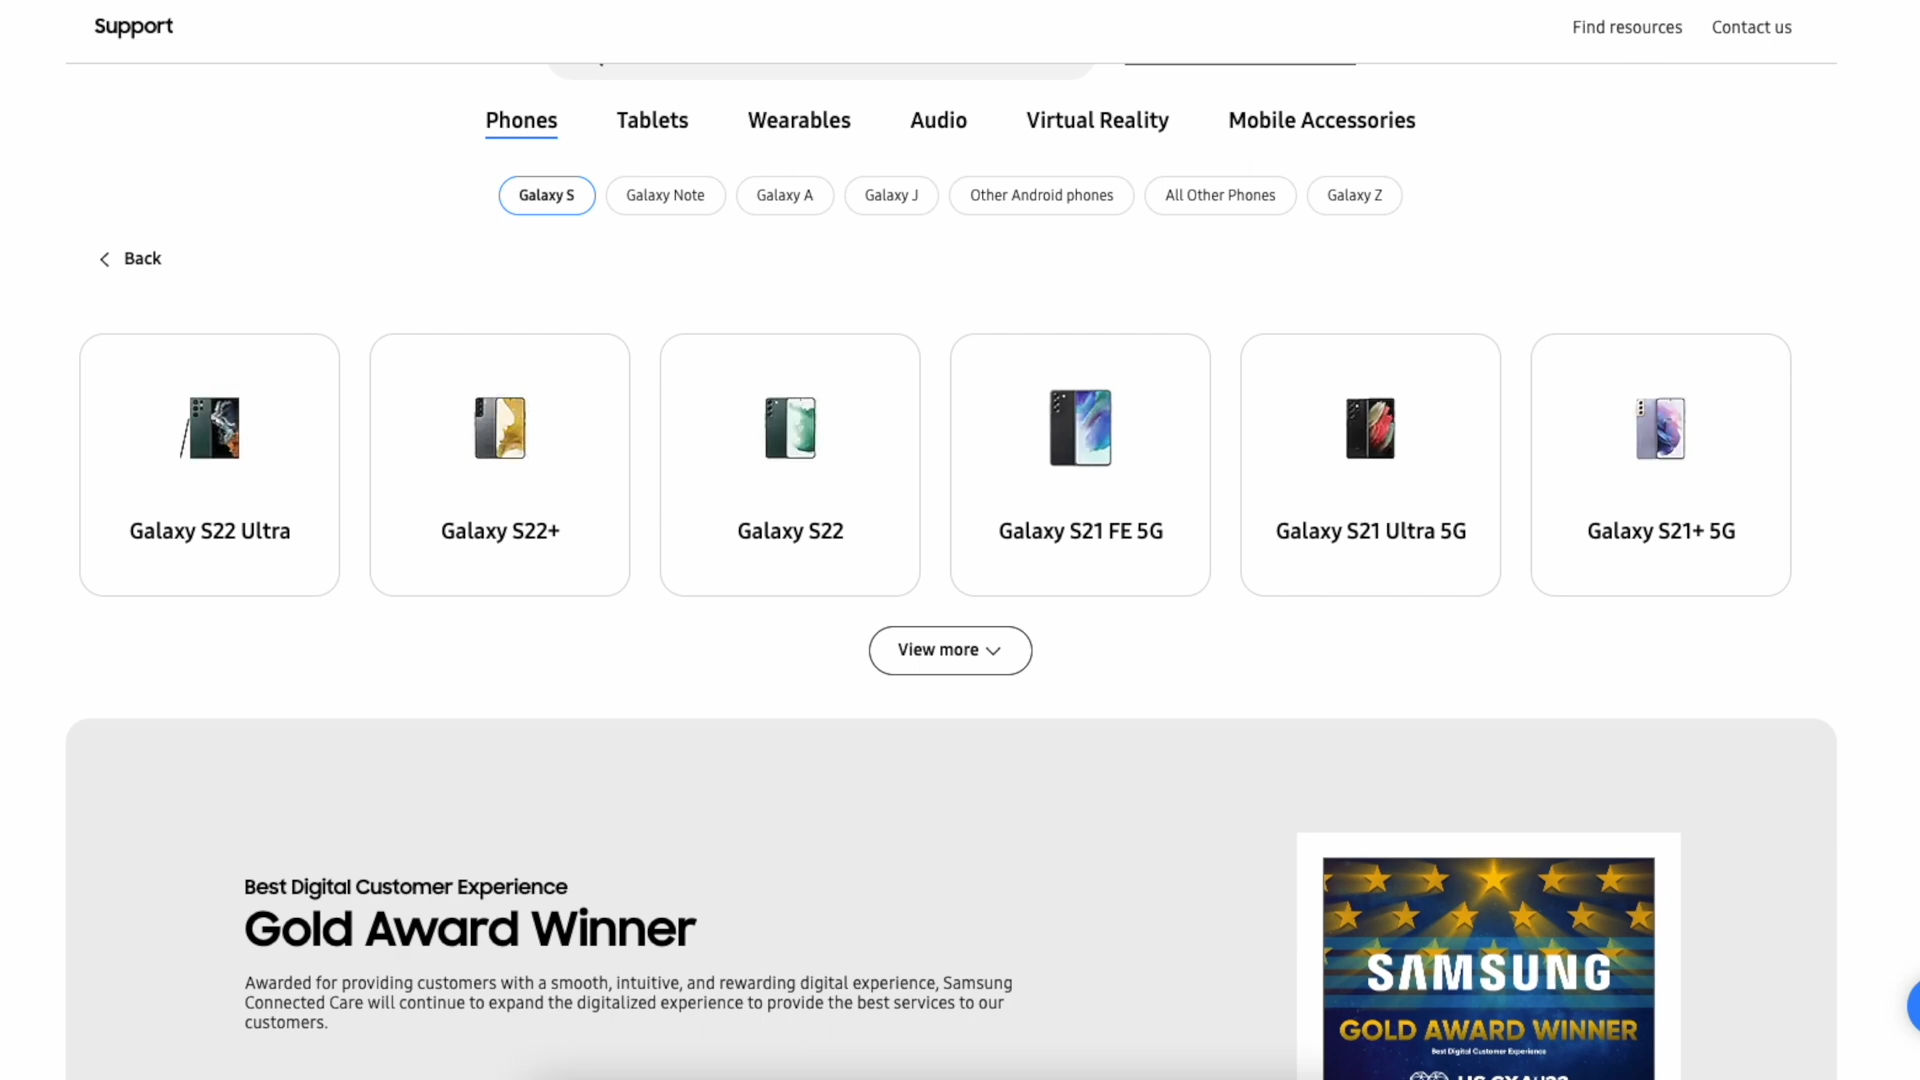 Support
Find resources
Contact us
Phones
Tablets
Wearables
Audio
Virtual Reality
Mobile Accessories
Galaxy S
Galaxy Note
Galaxy A
Galaxy J
Other Android phones
All Other Phones
Galaxy Z
Back
Galaxy S22 Ultra
Galaxy S22+
Galaxy S22
Galaxy S21 FE 5G
Galaxy S21 Ultra 5G
Galaxy S21+ 5G
View more
Best Digital Customer Experience
Gold Award Winner
Awarded for providing customers with a smooth, intuitive, and rewarding digital experience, Samsung
Connected Care will continue to expand the digitalized experience to provide the best services to our
customers.
SAMSUNG
GOLD AWARD WINNER
Best Digital Customer Experience